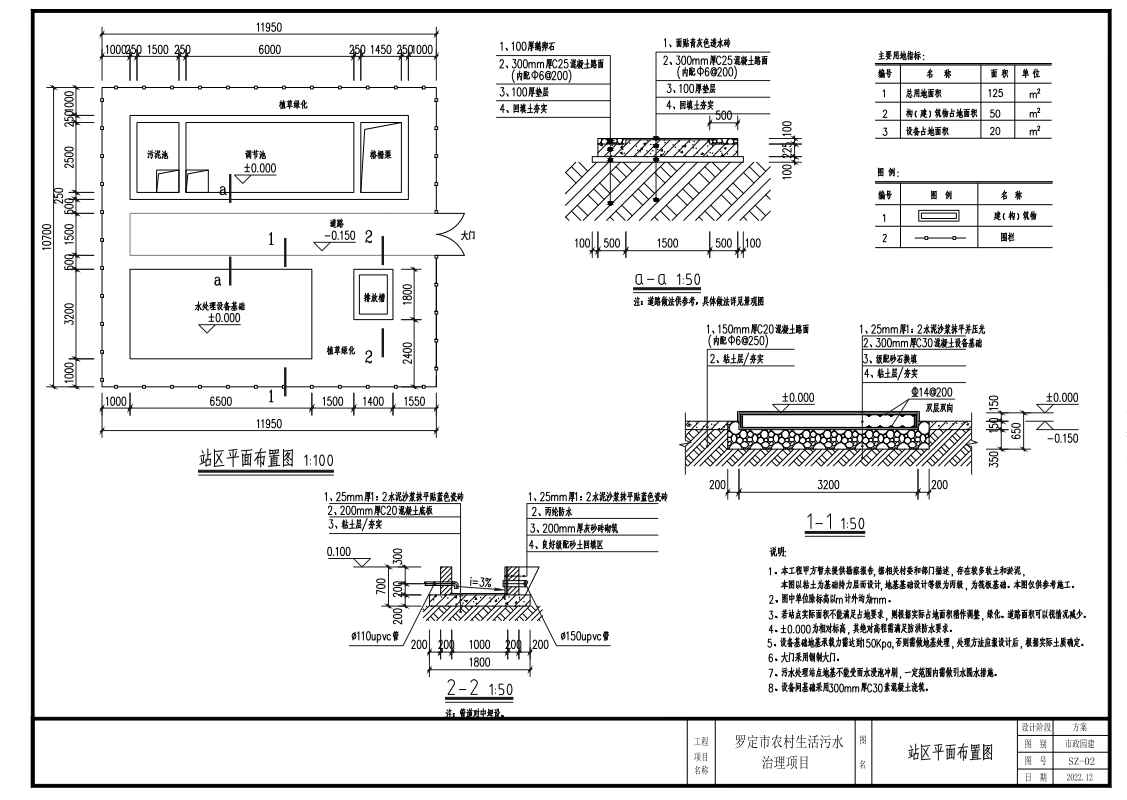 11950
1000 250 1500 250 6000 250 1450 250 1000
植草绿化
污泥池
调节池
±0.000
格栅渠
a
道路
-0.150
大门
1
2
a
水处理设备基础
±0.000
排放槽
植草绿化
2
1
10700
1000
250
2500
250
500
1500
500
3200
1000
1800
2400
1000 6500 1500 1400 1550
11950
站区平面布置图 1:100
1、100厚鹅卵石
2、300mm厚C25混凝土路面
(内配Φ6@200)
3、100厚垫层
4、回填土夯实
1、面贴青灰色透水砖
2、300mm厚C25混凝土路面
(内配Φ6@200)
3、100厚垫层
4、回填土夯实
500
100
225
100
100 500 1500 500 100
a-a 1:50
注：道路做法供参考，具体做法详见景观图
主要用地指标：
编号 名 称 面 积 单 位
1 总用地面积 125 m²
2 构(建)筑物占地面积 50 m²
3 设备占地面积 20 m²
图 例：
编号 图 例 名 称
1 建(构)筑物
2 围栏
1、150mm厚C20混凝土路面
(内配Φ6@250)
2、粘土层/夯实
1、25mm厚1：2水泥沙浆抹平并压光
2、300mm厚C30混凝土设备基础
3、级配砂石换填
4、粘土层/夯实
Φ14@200
双层双向
±0.000
150
150
350
650
±0.000
-0.150
200 3200 200
1-1 1:50
1、25mm厚1：2水泥沙浆抹平贴蓝色瓷砖
2、200mm厚C20混凝土底板
3、粘土层/夯实
1、25mm厚1：2水泥沙浆抹平贴蓝色瓷砖
2、丙纶防水
3、200mm厚灰砂砖砌筑
4、良好级配砂土回填区
0.100
300
700
200
200
i=3%
ø110upvc管
ø150upvc管
200 200 1000 200 200
1800
2-2 1:50
注：管道对中埋设。
说明：
1、本工程甲方暂未提供勘察报告，据相关村委和部门描述，存在较多软土和淤泥，
本图以粘土为基础持力层面设计，地基基础设计等级为丙级，为筏板基础。本图仅供参考施工。
2、图中单位除标高以m计外均为mm。
3、若站点实际面积不能满足占地要求，则根据实际占地面积稍作调整，绿化、道路面积可以视情况减少。
4、±0.000为相对标高，其绝对高程需满足防洪防水要求。
5、设备基础地基承载力需达到150Kpa,否则需做地基处理，处理方法应报设计后，根据实际土质确定。
6、大门采用钢制大门。
7、污水处理站点地基不能受雨水浸泡冲刷，一定范围内需做引水圈水措施。
8、设备间基础采用300mm厚C30素混凝土浇筑。
工程
项目
名称
罗定市农村生活污水
治理项目
图
名
站区平面布置图
设计阶段 方案
图 别 市政园建
图 号 SZ-02
日 期 2022.12